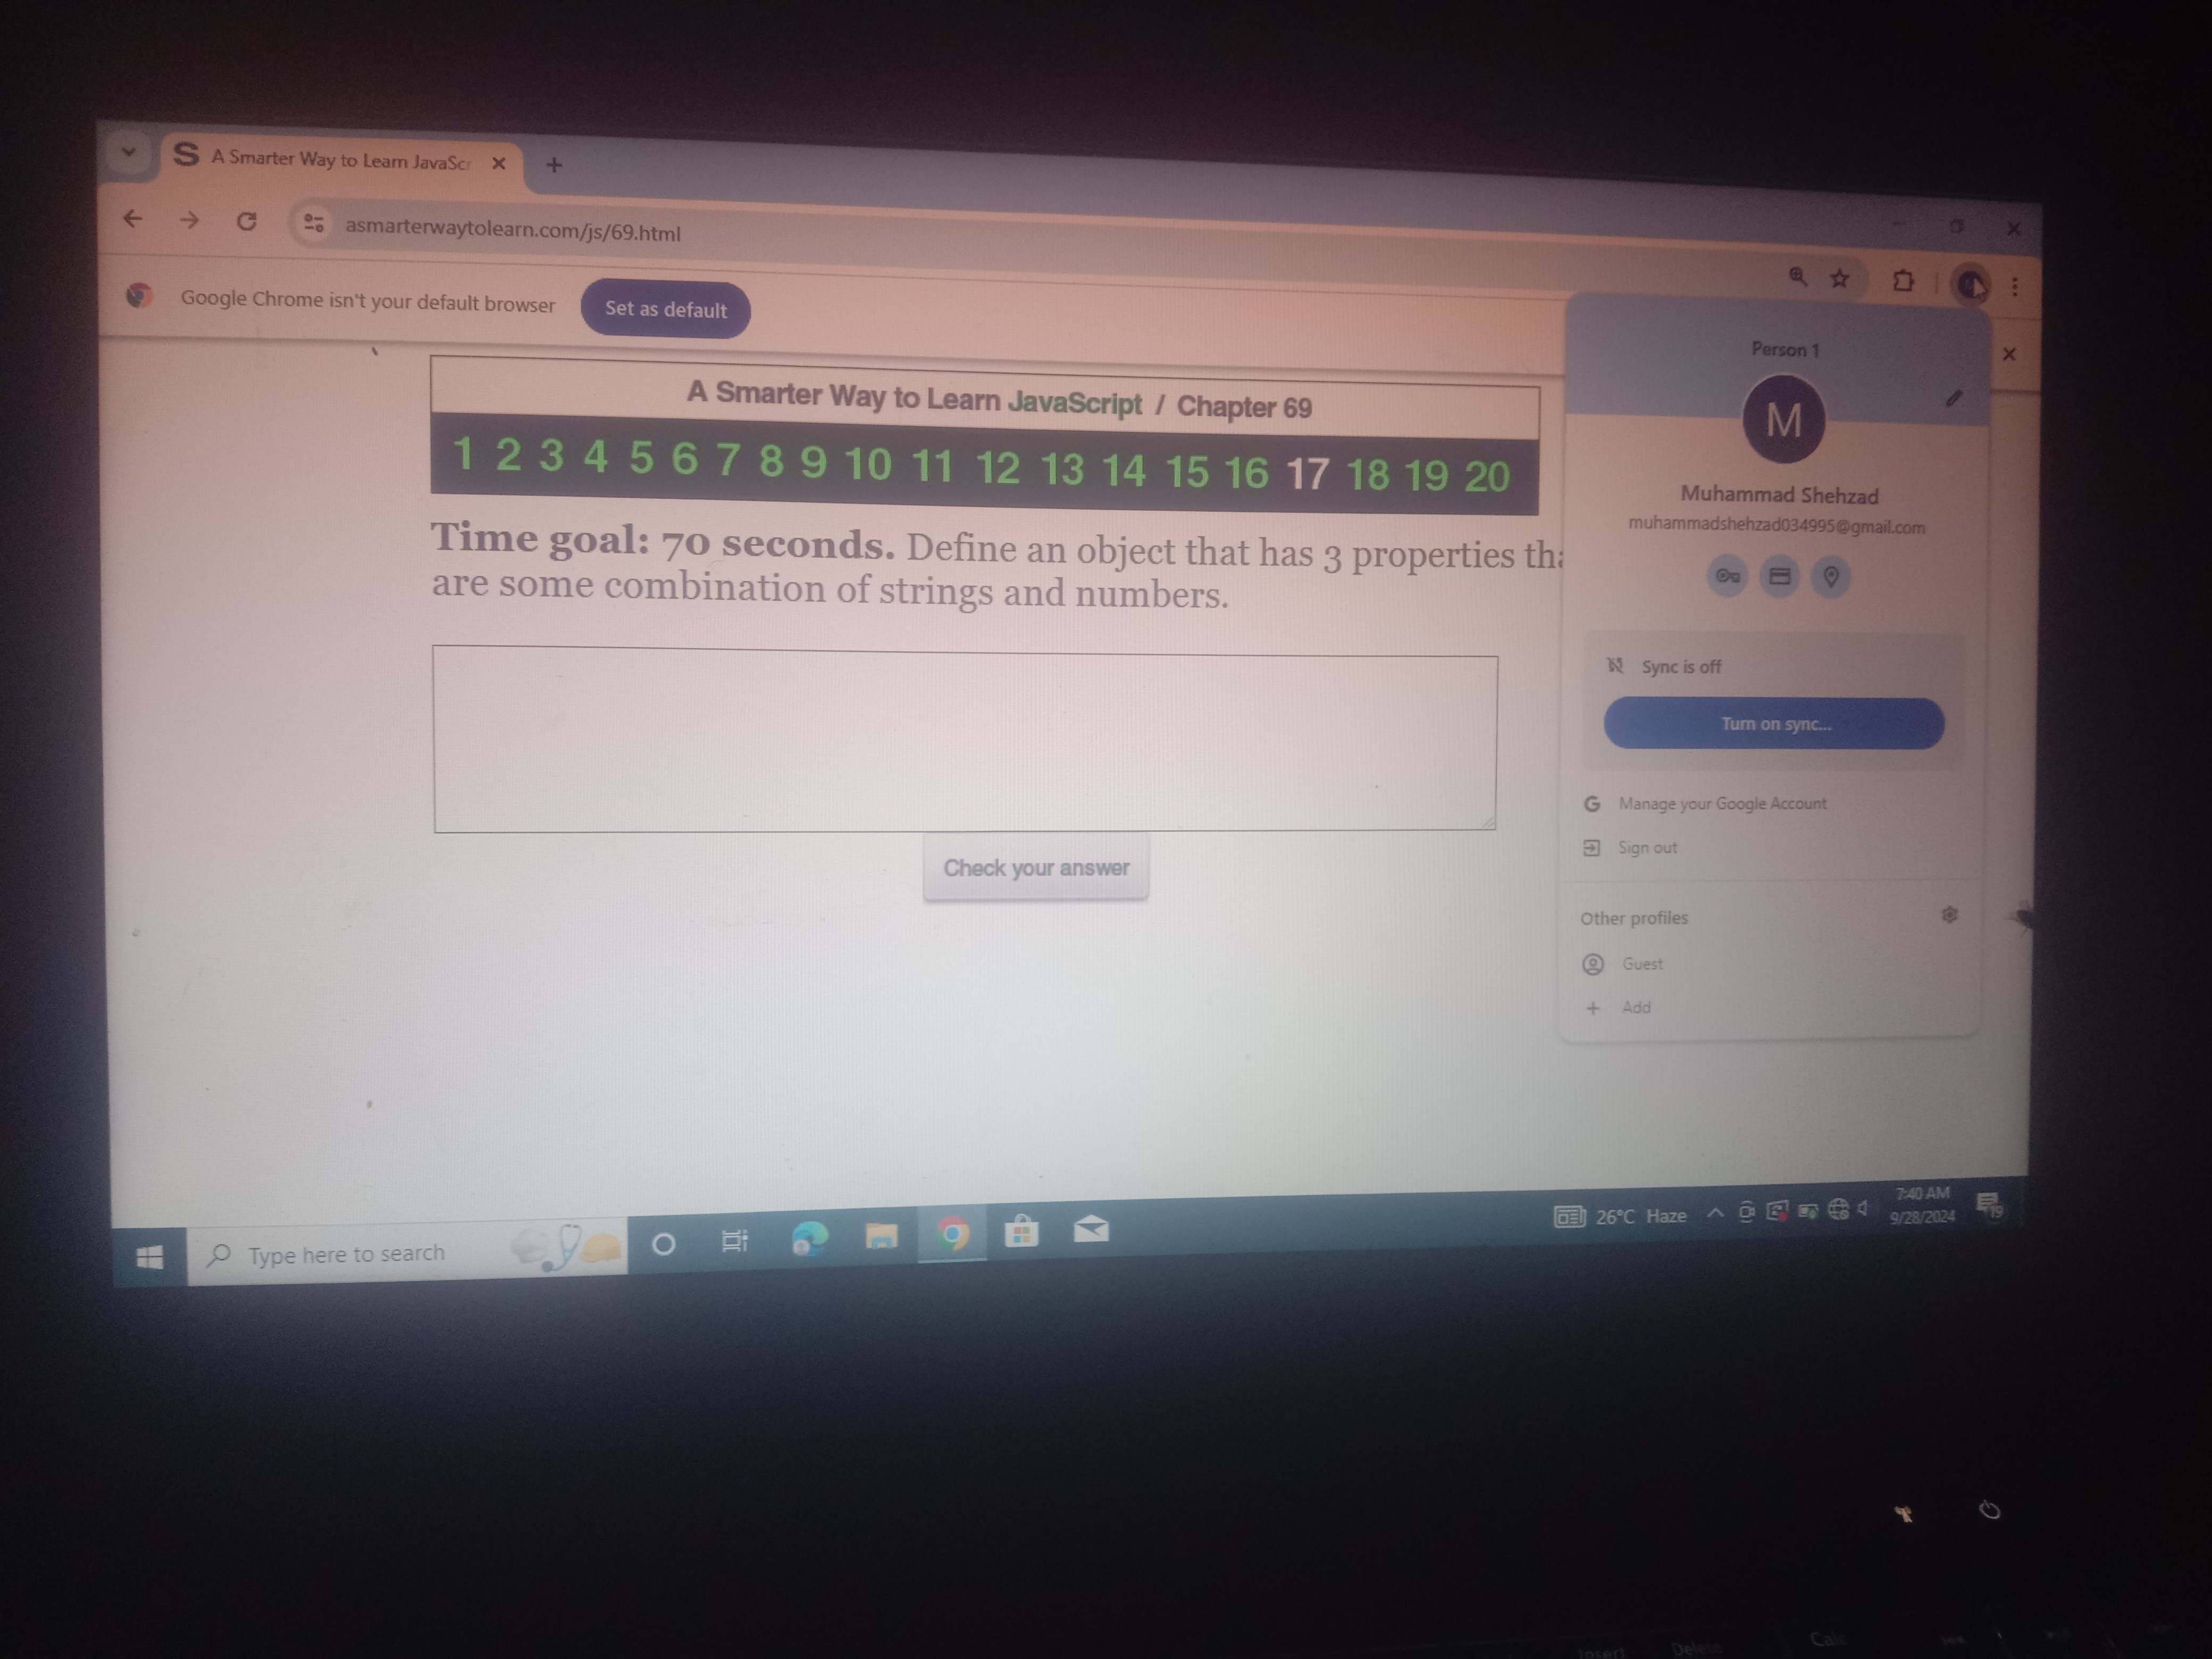 A Smarter Way to Learn JavaScr
asmarterwaytolearn.com/js/69.html
Google Chrome isn't your default browser
Set as default
A Smarter Way to Learn JavaScript / Chapter 69
1 2 3 4 5 6 7 8 9 10 11 12 13 14 15 16 17 18 19 20
Time goal: 70 seconds. Define an object that has 3 properties tha
are some combination of strings and numbers.
Check your answer
Person 1
M
Muhammad Shehzad
muhammadshehzad034995@gmail.com
Sync is off
Turn on sync...
Manage your Google Account
Sign out
Other profiles
Guest
Add
Type here to search
26°C Haze
7:40 AM
9/28/2024
19
Insert Delete Calc